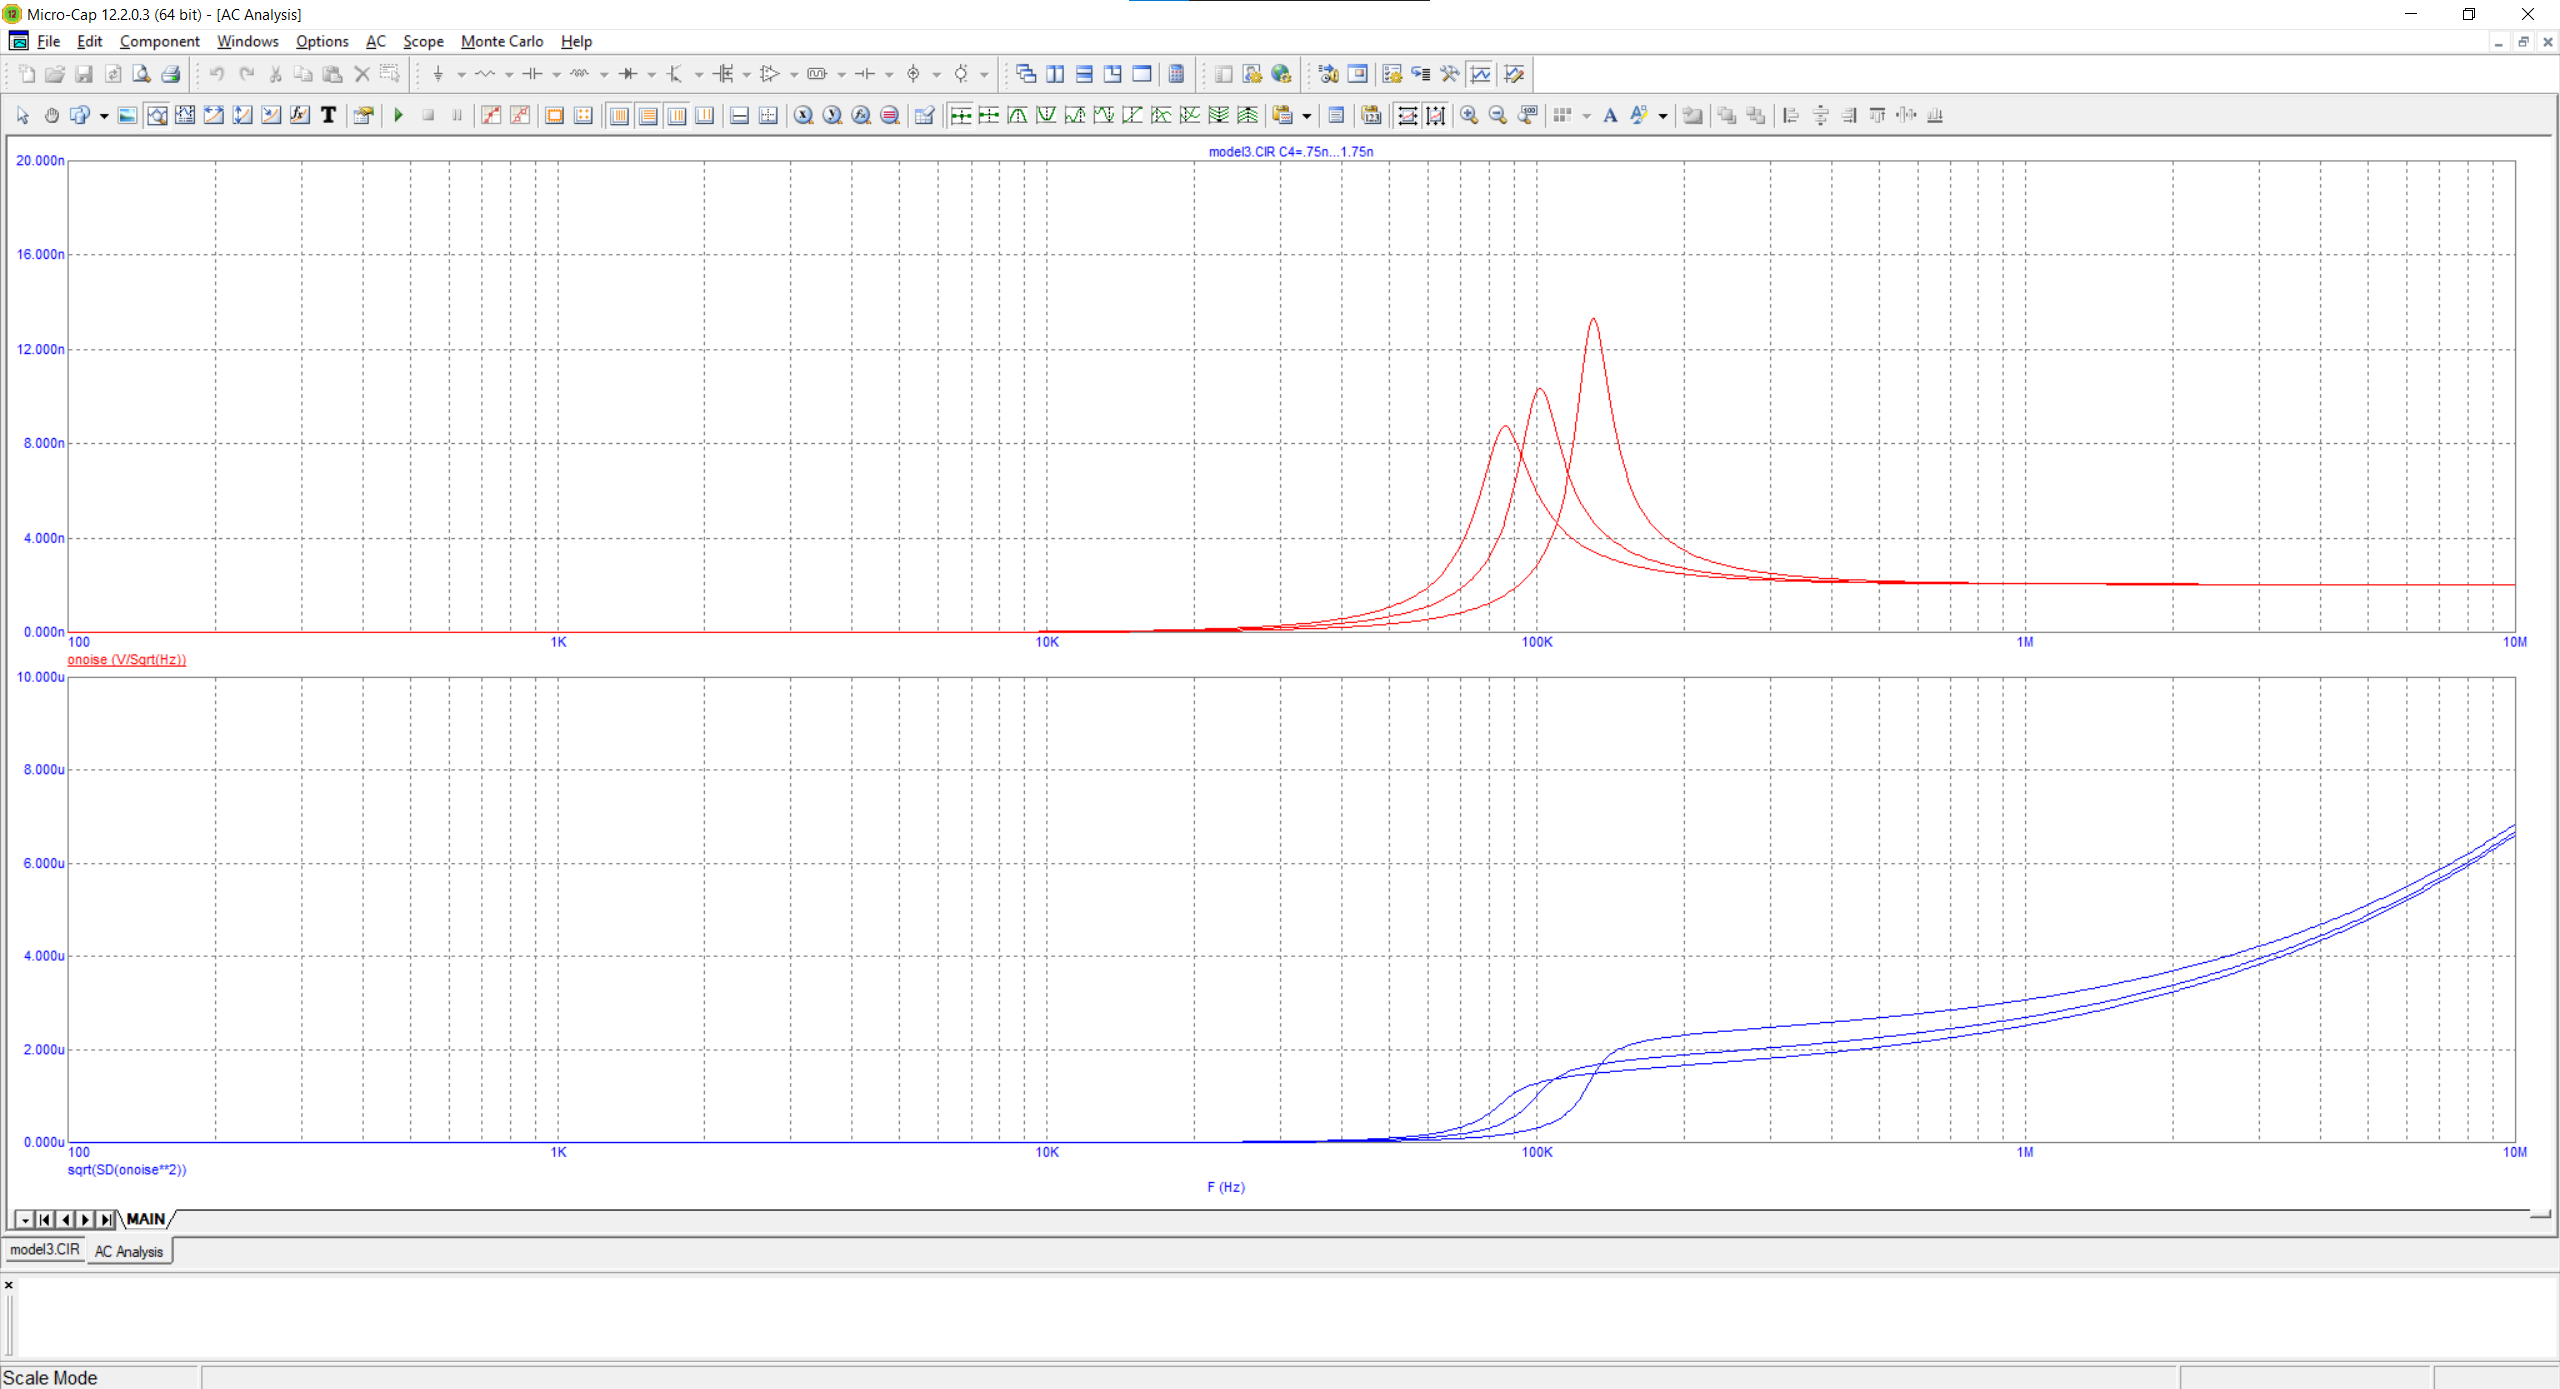 Micro-Cap 12.2.0.3 (64 bit) - [AC Analysis]
File Edit Component Windows Options AC Scope Monte Carlo Help
model3.CIR C4=.75n...1.75n
20.000n
16.000n
12.000n
8.000n
4.000n
0.000n
100 1K 10K 100K 1M 10M
onoise (V/Sqrt(Hz))
10.000u
8.000u
6.000u
4.000u
2.000u
0.000u
100 1K 10K 100K 1M 10M
sqrt(SD(onoise**2))
F (Hz)
MAIN
model3.CIR AC Analysis
Scale Mode